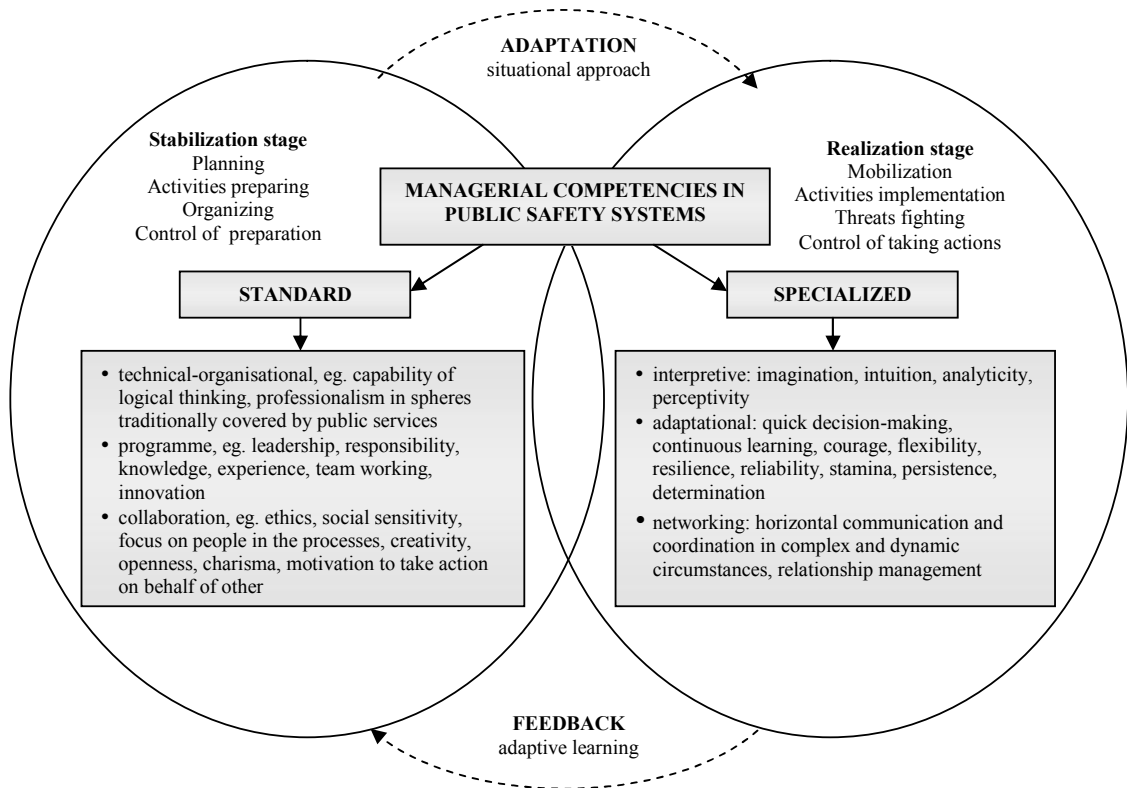 ADAPTATION
situational approach
Stabilization stage
Planning
Activities preparing
Organizing
Control of preparation
MANAGERIAL COMPETENCIES IN
PUBLIC SAFETY SYSTEMS
Realization stage
Mobilization
Activities implementation
Threats fighting
Control of taking actions
STANDARD
SPECIALIZED
• technical-organisational, eg. capability of
logical thinking, professionalism in spheres
traditionally covered by public services
• programme, eg. leadership, responsibility,
knowledge, experience, team working,
innovation
• collaboration, eg. ethics, social sensitivity,
focus on people in the processes, creativity,
openness, charisma, motivation to take action
on behalf of other
• interpretive: imagination, intuition, analyticity,
perceptivity
• adaptational: quick decision-making,
continuous learning, courage, flexibility,
resilience, reliability, stamina, persistence,
determination
• networking: horizontal communication and
coordination in complex and dynamic
circumstances, relationship management
FEEDBACK
adaptive learning